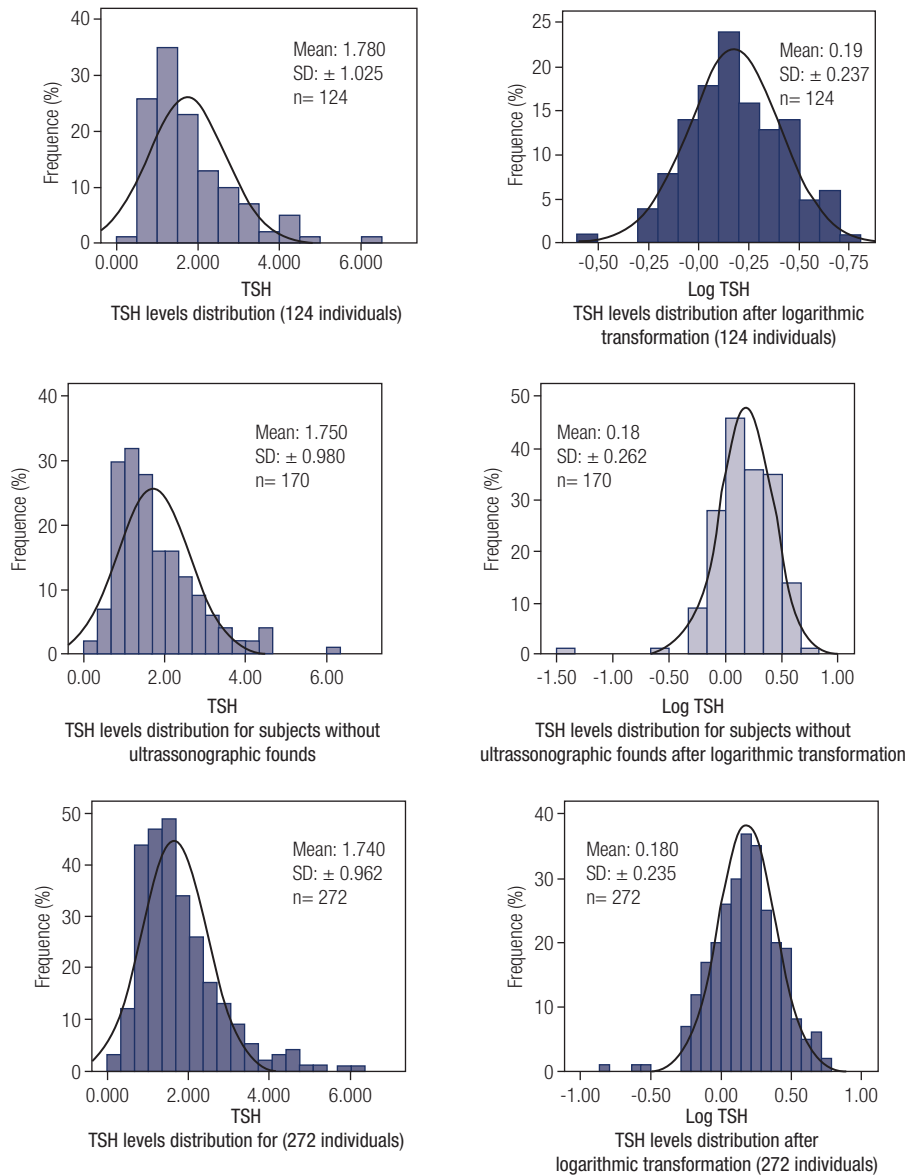 40
30
20
10
0
Frequence (%)
Mean: 1.780
SD: ± 1.025
n= 124
0.000 2.000 4.000 6.000
TSH
TSH levels distribution (124 individuals)
25
20
15
10
5
0
Frequence (%)
Mean: 0.19
SD: ± 0.237
n= 124
-0,50 -0,25 -0,00 -0,25 -0,50 -0,75
Log TSH
TSH levels distribution after logarithmic
transformation (124 individuals)
40
30
20
10
0
Frequence (%)
Mean: 1.750
SD: ± 0.980
n= 170
0.00 2.00 4.00 6.00
TSH
TSH levels distribution for subjects without
ultrassonographic founds
50
40
30
20
10
0
Frequence (%)
Mean: 0.18
SD: ± 0.262
n= 170
-1.50 -1.00 -0.50 0.00 0.50 1.00
Log TSH
TSH levels distribution for subjects without
ultrassonographic founds after logarithmic transformation
50
40
30
20
10
0
Frequence (%)
Mean: 1.740
SD: ± 0.962
n= 272
0.000 2.000 4.000 6.000
TSH
TSH levels distribution for (272 individuals)
40
30
20
10
0
Frequence (%)
Mean: 0.180
SD: ± 0.235
n= 272
-1.00 -0.50 0.00 0.50 1.00
Log TSH
TSH levels distribution after
logarithmic transformation (272 individuals)